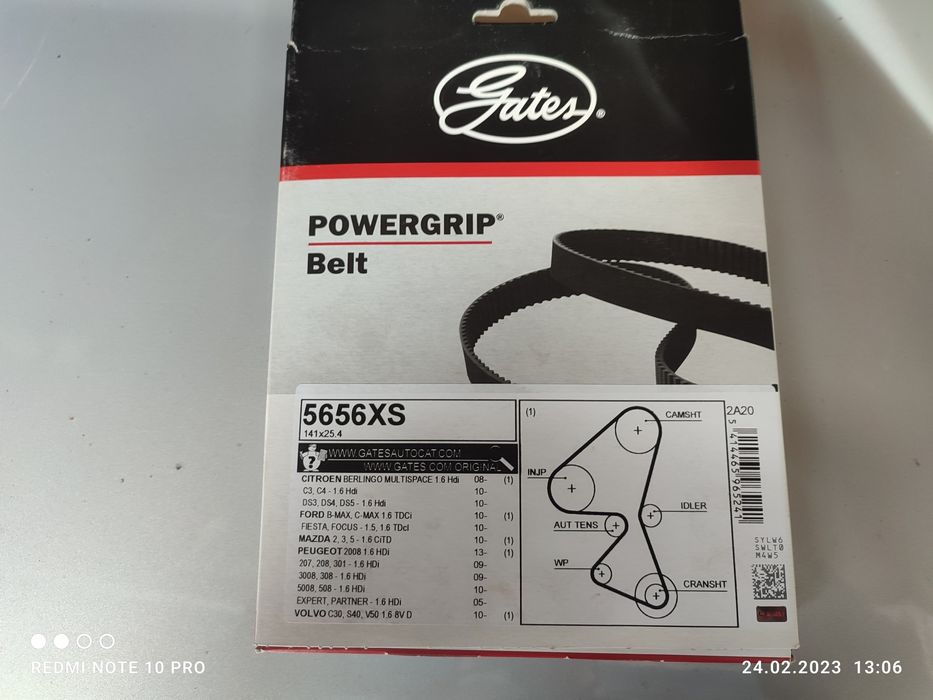 Gates®
POWERGRIP®
Belt
5656XS
141x25.4
WWW.GATESAUTOCAT.COM
WWW.GATES.COM/ORIGINAL
CITROEN BERLINGO MULTISPACE 1.6 Hdi 08- (1)
C3, C4 - 1.6 Hdi 10-
DS3, DS4, DS5 - 1.6 Hdi 10-
FORD B-MAX, C-MAX 1.6 TDCi 10- (1)
FIESTA, FOCUS - 1.5, 1.6 TDcI 10-
MAZDA 2, 3, 5 - 1.6 CiTD 10- (1)
PEUGEOT 2008 1.6 HDi 13- (1)
207, 208, 301 - 1.6 HDi 09-
3008, 308 - 1.6 HDi 09-
5008, 508 - 1.6 HDi 10-
EXPERT, PARTNER - 1.6 HDi 05-
VOLVO C30, S40, V50 1.6 8V D 10- (1)
(1)
CAMSHT
INJP
IDLER
AUT TENS
WP
CRANSHT
2A20
5 414465 965241
SYLW6
SWLT0
M4W5
REDMI NOTE 10 PRO
24.02.2023 13:06